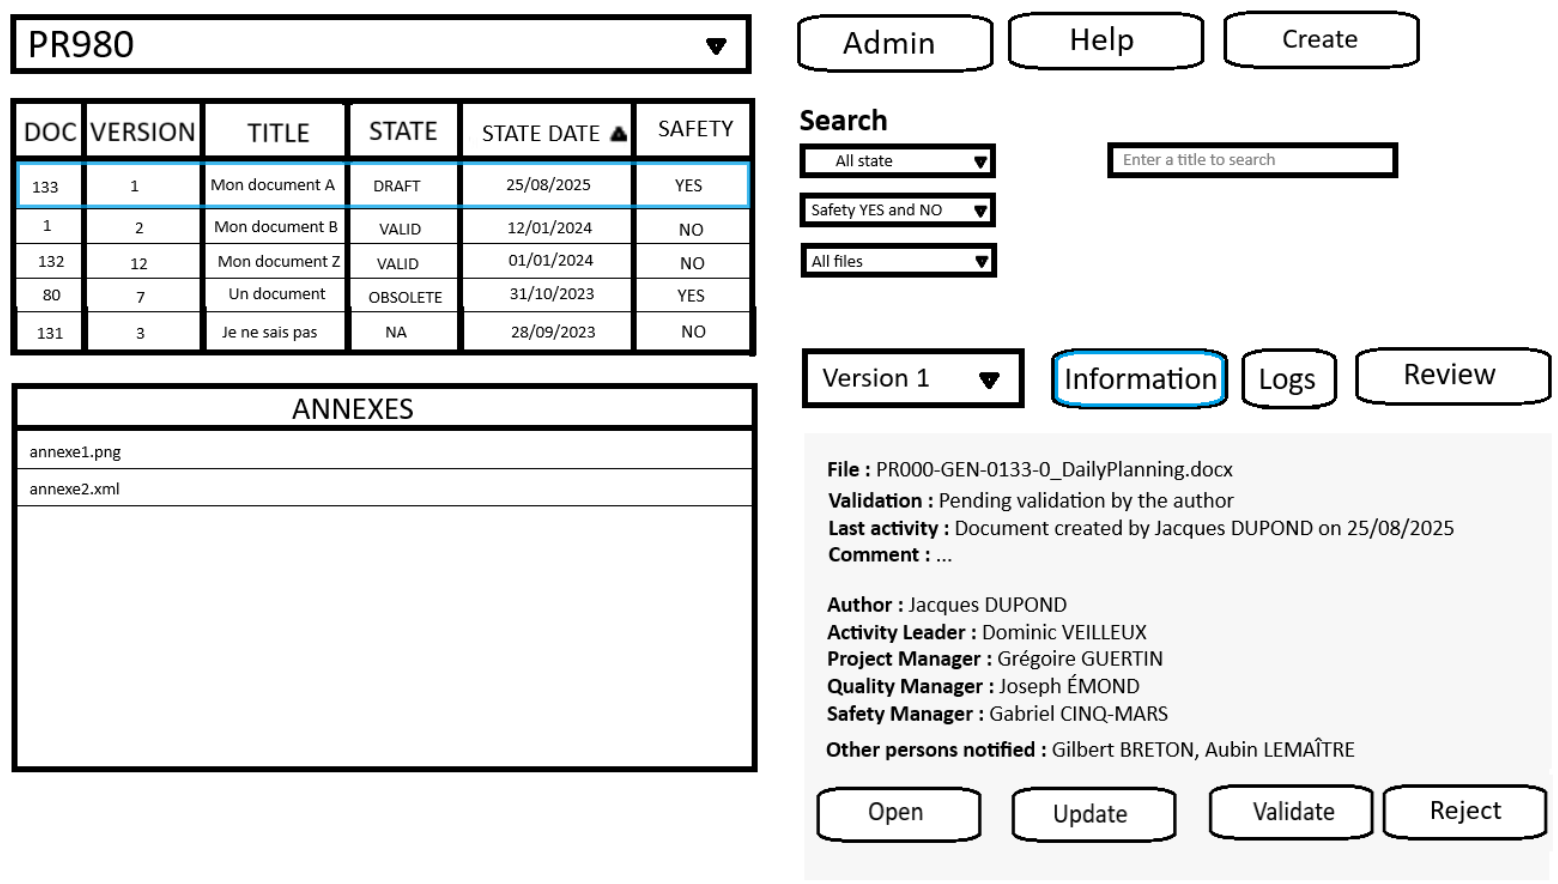 PR980
Admin
Help
Create
DOC VERSION TITLE STATE STATE DATE SAFETY
133 1 Mon document A DRAFT 25/08/2025 YES
1 2 Mon document B VALID 12/01/2024 NO
132 12 Mon document Z VALID 01/01/2024 NO
80 7 Un document OBSOLETE 31/10/2023 YES
131 3 Je ne sais pas NA 28/09/2023 NO
ANNEXES
annexe1.png
annexe2.xml
Search
All state
Enter a title to search
Safety YES and NO
All files
Version 1
Information
Logs
Review
File : PR000-GEN-0133-0_DailyPlanning.docx
Validation : Pending validation by the author
Last activity : Document created by Jacques DUPOND on 25/08/2025
Comment : ...
Author : Jacques DUPOND
Activity Leader : Dominic VEILLEUX
Project Manager : Grégoire GUERTIN
Quality Manager : Joseph ÉMOND
Safety Manager : Gabriel CINQ-MARS
Other persons notified : Gilbert BRETON, Aubin LEMAÎTRE
Open
Update
Validate
Reject